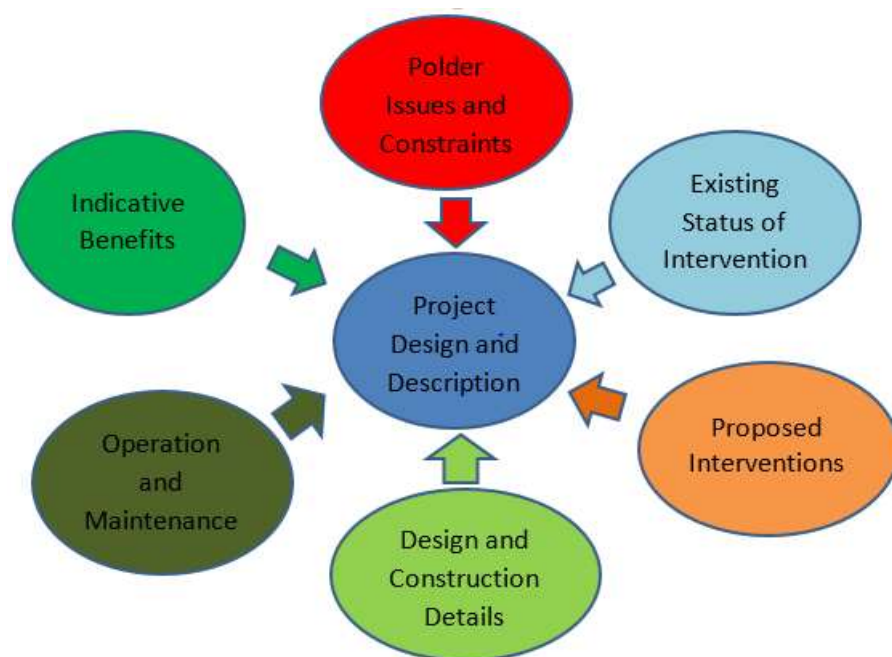 Polder
Issues and
Constraints
Existing
Status of
Intervention
Proposed
Interventions
Design and
Construction
Details
Operation
and
Maintenance
Indicative
Benefits
Project
Design and
Description